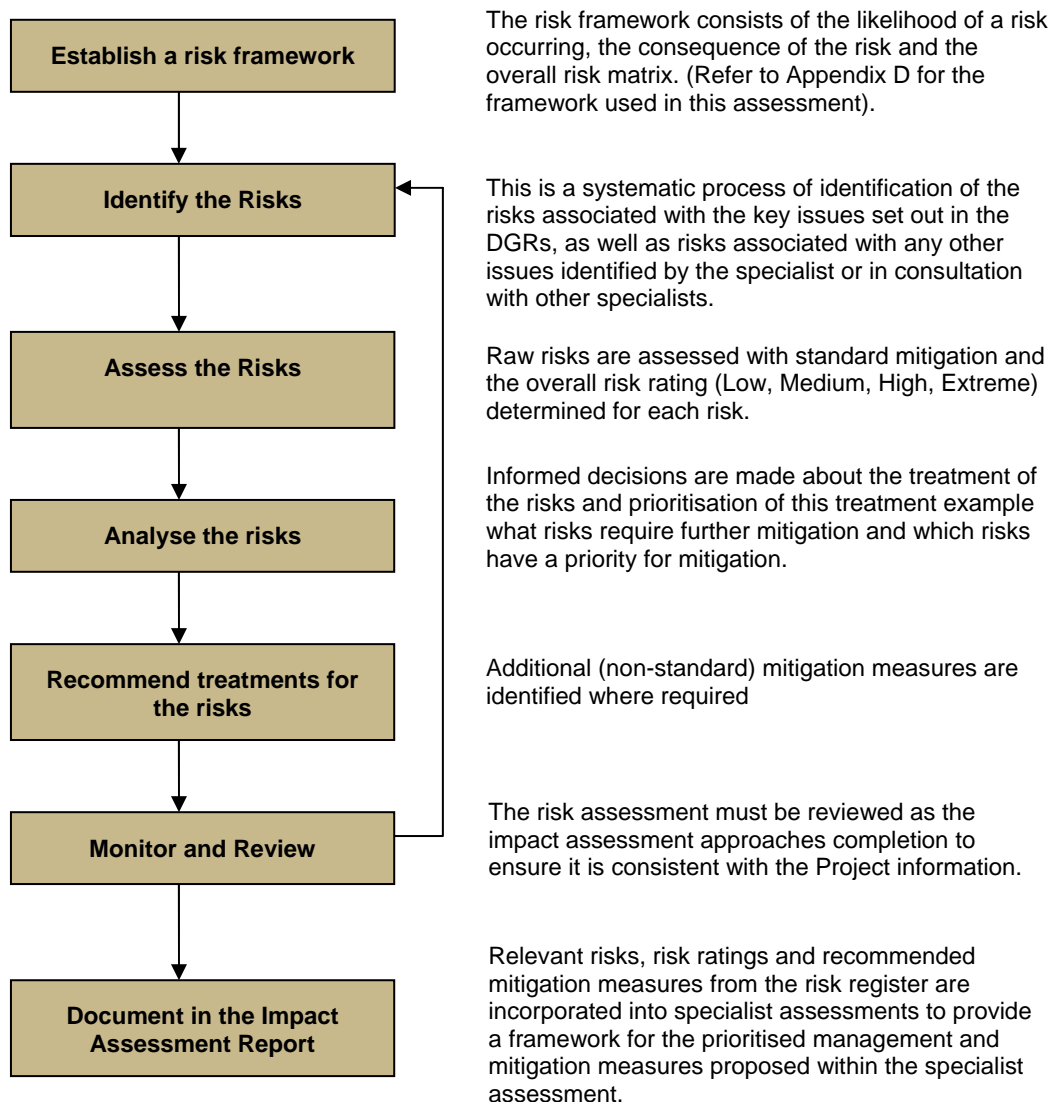 Establish a risk framework
The risk framework consists of the likelihood of a risk
occurring, the consequence of the risk and the
overall risk matrix. (Refer to Appendix D for the
framework used in this assessment).
Identify the Risks
This is a systematic process of identification of the
risks associated with the key issues set out in the
DGRs, as well as risks associated with any other
issues identified by the specialist or in consultation
with other specialists.
Assess the Risks
Raw risks are assessed with standard mitigation and
the overall risk rating (Low, Medium, High, Extreme)
determined for each risk.
Analyse the risks
Informed decisions are made about the treatment of
the risks and prioritisation of this treatment example
what risks require further mitigation and which risks
have a priority for mitigation.
Recommend treatments for
the risks
Additional (non-standard) mitigation measures are
identified where required
Monitor and Review
The risk assessment must be reviewed as the
impact assessment approaches completion to
ensure it is consistent with the Project information.
Document in the Impact
Assessment Report
Relevant risks, risk ratings and recommended
mitigation measures from the risk register are
incorporated into specialist assessments to provide
a framework for the prioritised management and
mitigation measures proposed within the specialist
assessment.